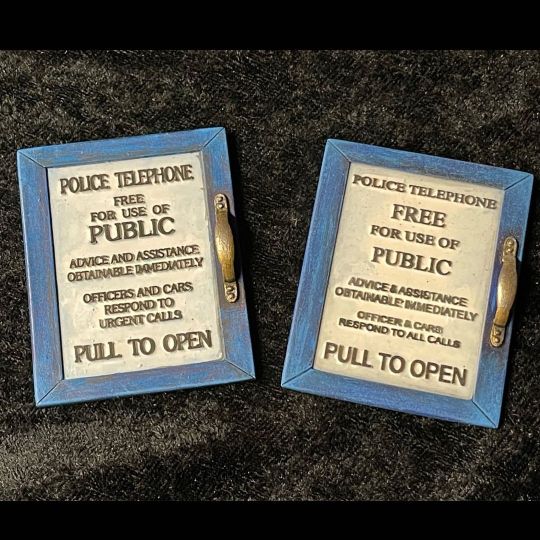 POLICE TELEPHONE
FREE
FOR USE OF
PUBLIC
ADVICE AND ASSISTANCE
OBTAINABLE IMMEDIATELY
OFFICERS AND CARS
RESPOND TO
URGENT CALLS
PULL TO OPEN
POLICE TELEPHONE
FREE
FOR USE OF
PUBLIC
ADVICE & ASSISTANCE
OBTAINABLE IMMEDIATELY
OFFICER & CARS
RESPOND TO ALL CALLS
PULL TO OPEN